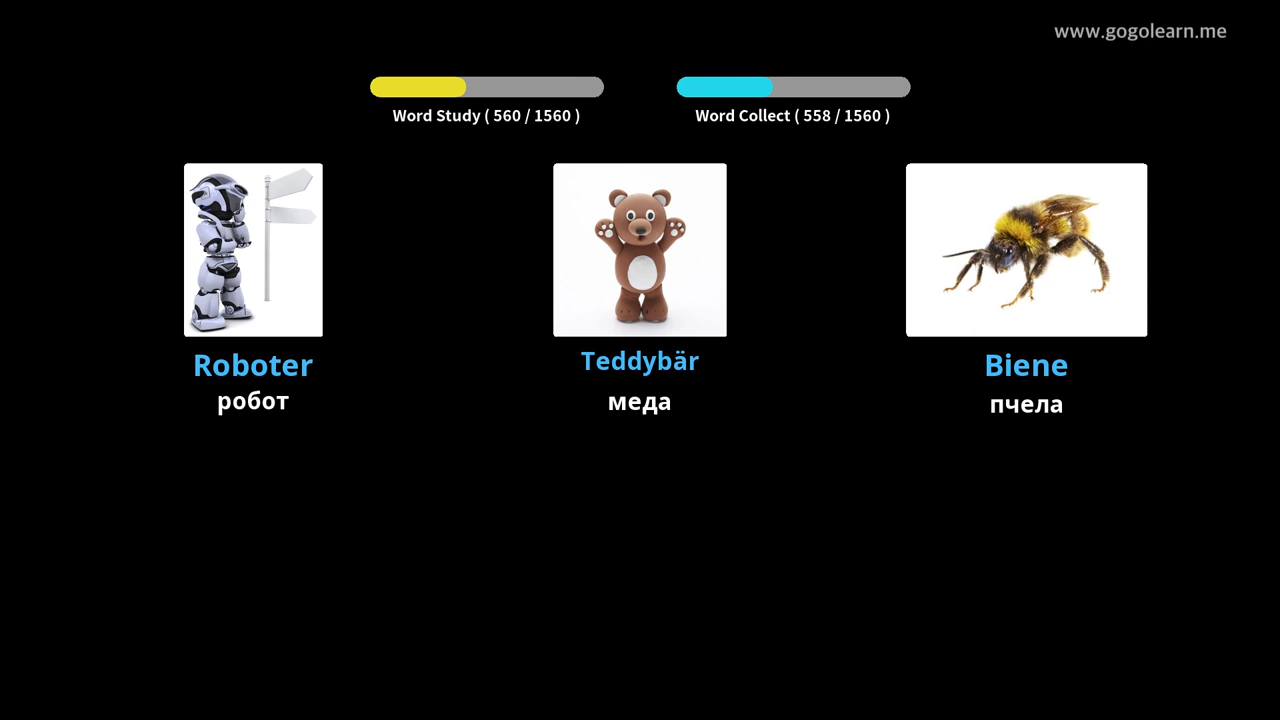 www.gogolearn.me
Word Study ( 560 / 1560 )
Word Collect ( 558 / 1560 )
Roboter
робот
Teddybär
меда
Biene
пчела